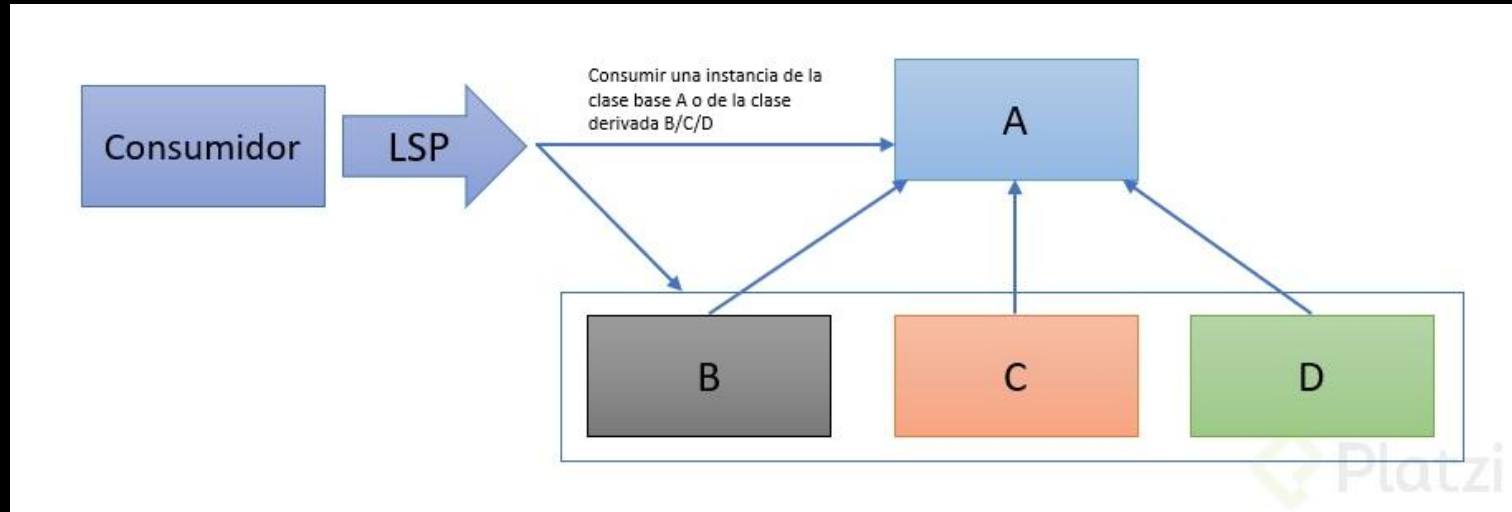 Consumir una instancia de la
clase base A o de la clase
derivada B/C/D
Consumidor
LSP
A
B
C
D
Platzi